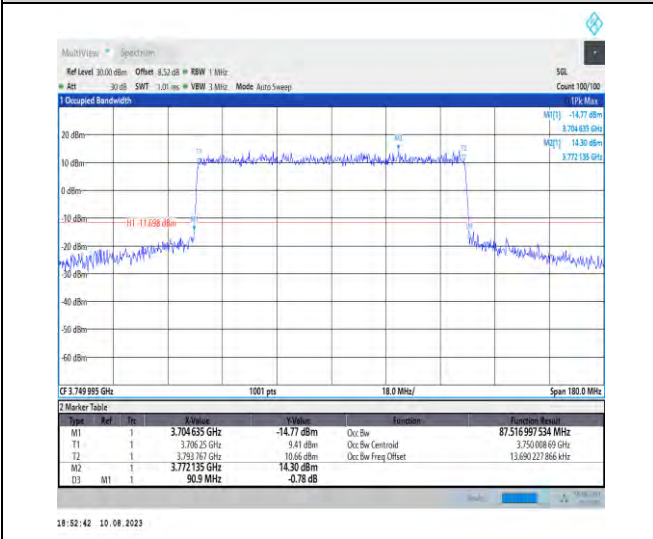 MultiView Spectrum
Ref Level 30.00 dBm Offset 8.52 dB RBW 1 MHz SGL
Att 30 dB SWT 1.01 ms VBW 3 MHz Mode Auto Sweep Count 100/100
1 Occupied Bandwidth 1Pk Max
M1[1] -14.77 dBm
3.704 635 GHz
M2[1] 14.30 dBm
3.772 135 GHz
20 dBm
M2
T1
T2
10 dBm
0 dBm
-10 dBm
H1 -11.698 dBm
M1
-20 dBm
-30 dBm
-40 dBm
-50 dBm
-60 dBm
CF 3.749 995 GHz 1001 pts 18.0 MHz/ Span 180.0 MHz
2 Marker Table
Type Ref Trc X-Value Y-Value Function Function Result
M1 1 3.704 635 GHz -14.77 dBm Occ Bw 87.516 997 534 MHz
T1 1 3.706 25 GHz 9.41 dBm Occ Bw Centroid 3.750 008 69 GHz
T2 1 3.793 767 GHz 10.66 dBm Occ Bw Freq Offset 13.690 227 866 kHz
M2 1 3.772 135 GHz 14.30 dBm
D3 M1 1 90.9 MHz -0.78 dB
18:52:42 10.08.2023